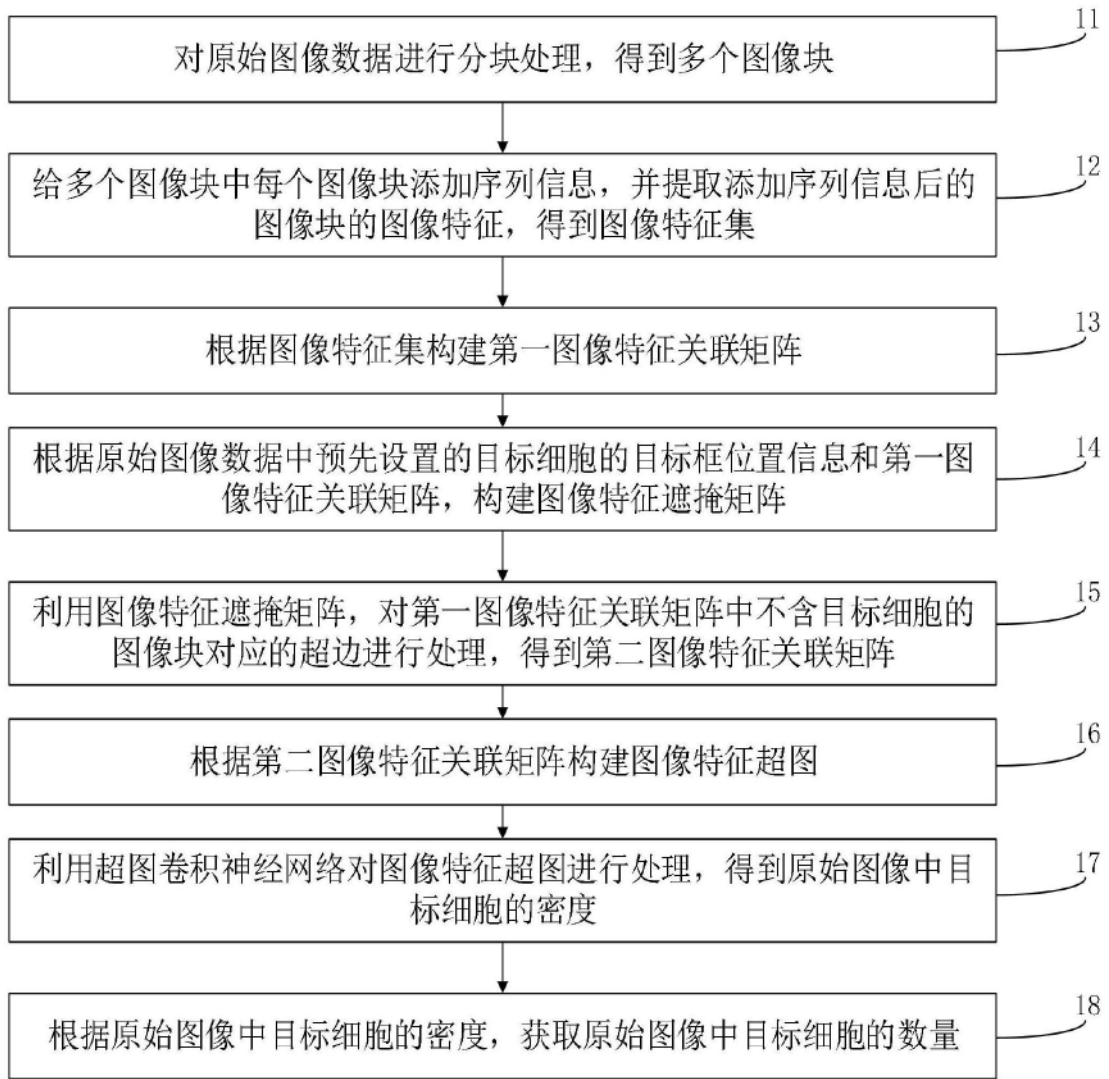 11
对原始图像数据进行分块处理，得到多个图像块
12
给多个图像块中每个图像块添加序列信息，并提取添加序列信息后的
图像块的图像特征，得到图像特征集
13
根据图像特征集构建第一图像特征关联矩阵
14
根据原始图像数据中预先设置的目标细胞的目标框位置信息和第一图
像特征关联矩阵，构建图像特征遮掩矩阵
15
利用图像特征遮掩矩阵，对第一图像特征关联矩阵中不含目标细胞的
图像块对应的超边进行处理，得到第二图像特征关联矩阵
16
根据第二图像特征关联矩阵构建图像特征超图
17
利用超图卷积神经网络对图像特征超图进行处理，得到原始图像中目
标细胞的密度
18
根据原始图像中目标细胞的密度，获取原始图像中目标细胞的数量